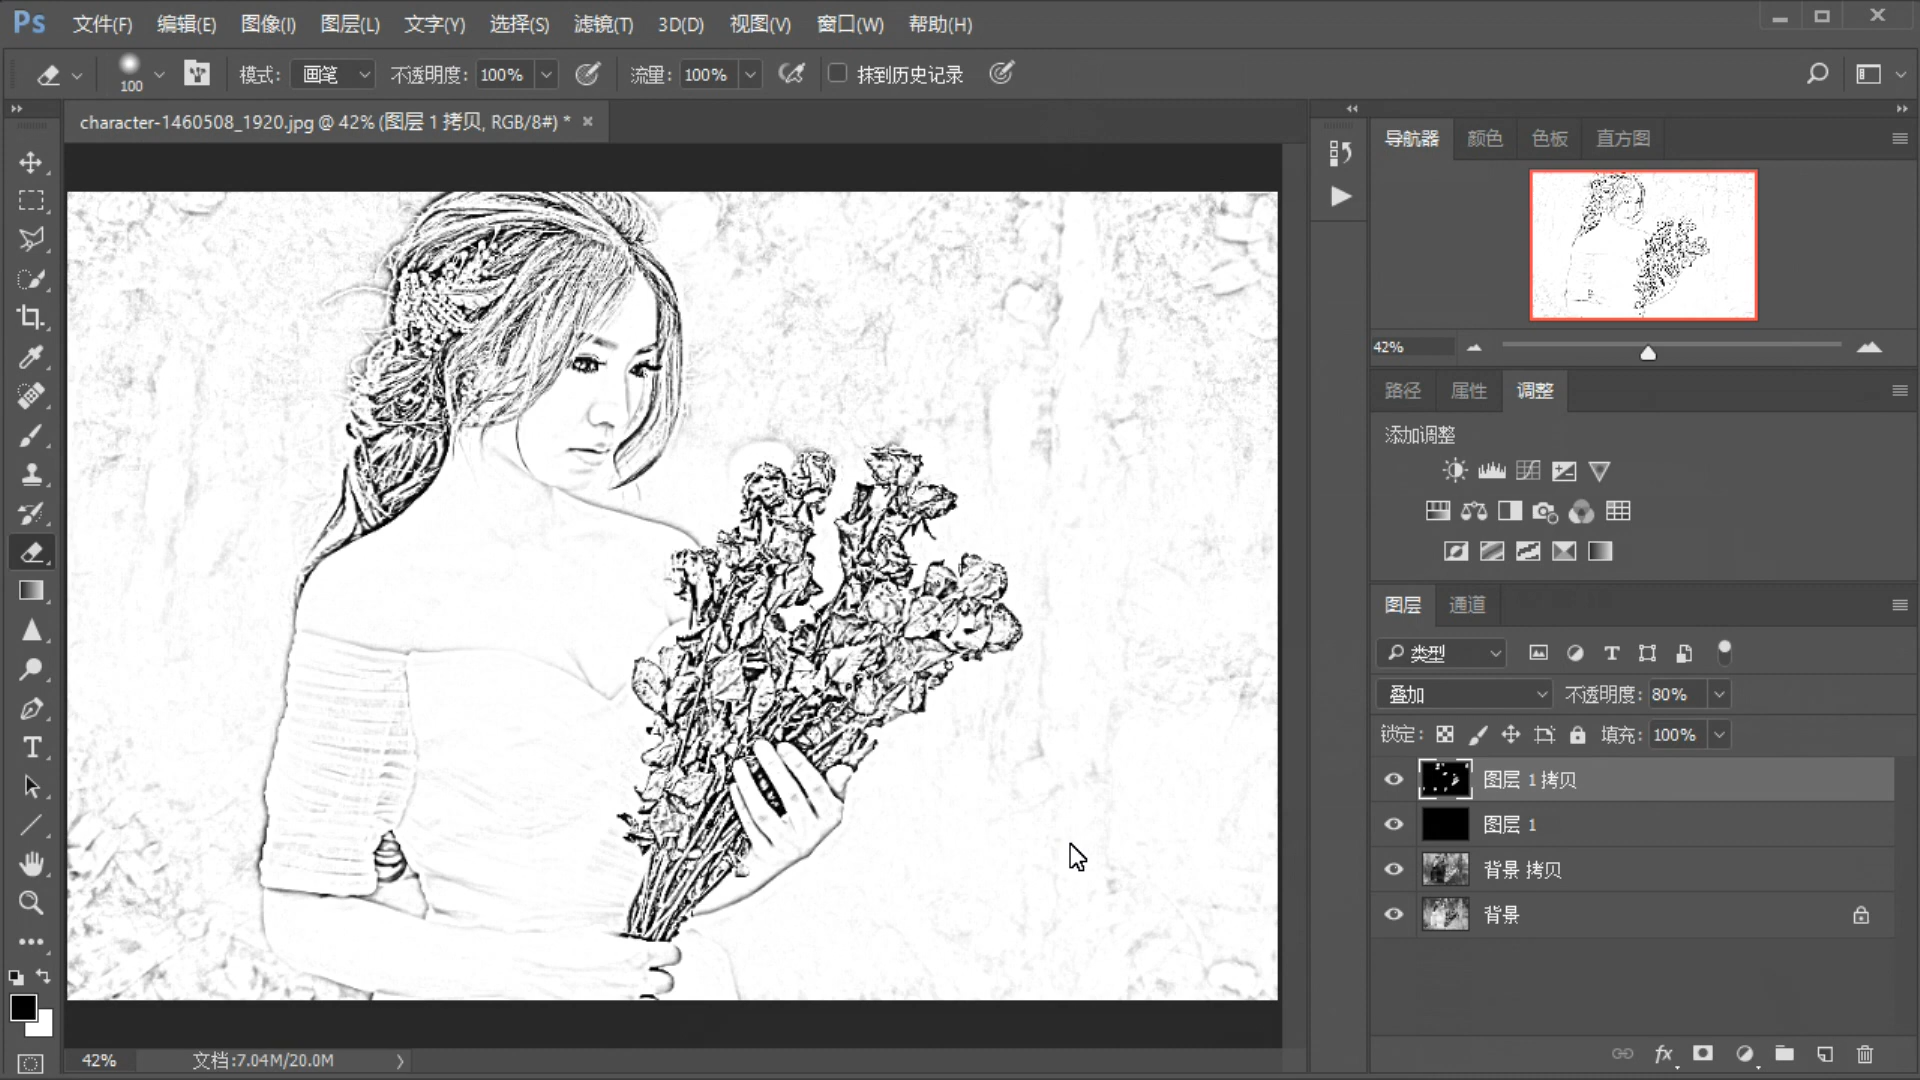 Ps 文件(F) 编辑(E) 图像(I) 图层(L) 文字(Y) 选择(S) 滤镜(T) 3D(D) 视图(V) 窗口(W) 帮助(H)
100 模式: 画笔 不透明度: 100% 流量: 100% 抹到历史记录
character-1460508_1920.jpg @ 42% (图层 1 拷贝, RGB/8#) *
导航器 颜色 色板 直方图
42%
路径 属性 调整
添加调整
图层 通道
类型
叠加 不透明度: 80%
锁定: 填充: 100%
图层 1 拷贝
图层 1
背景 拷贝
背景
42% 文档:7.04M/20.0M